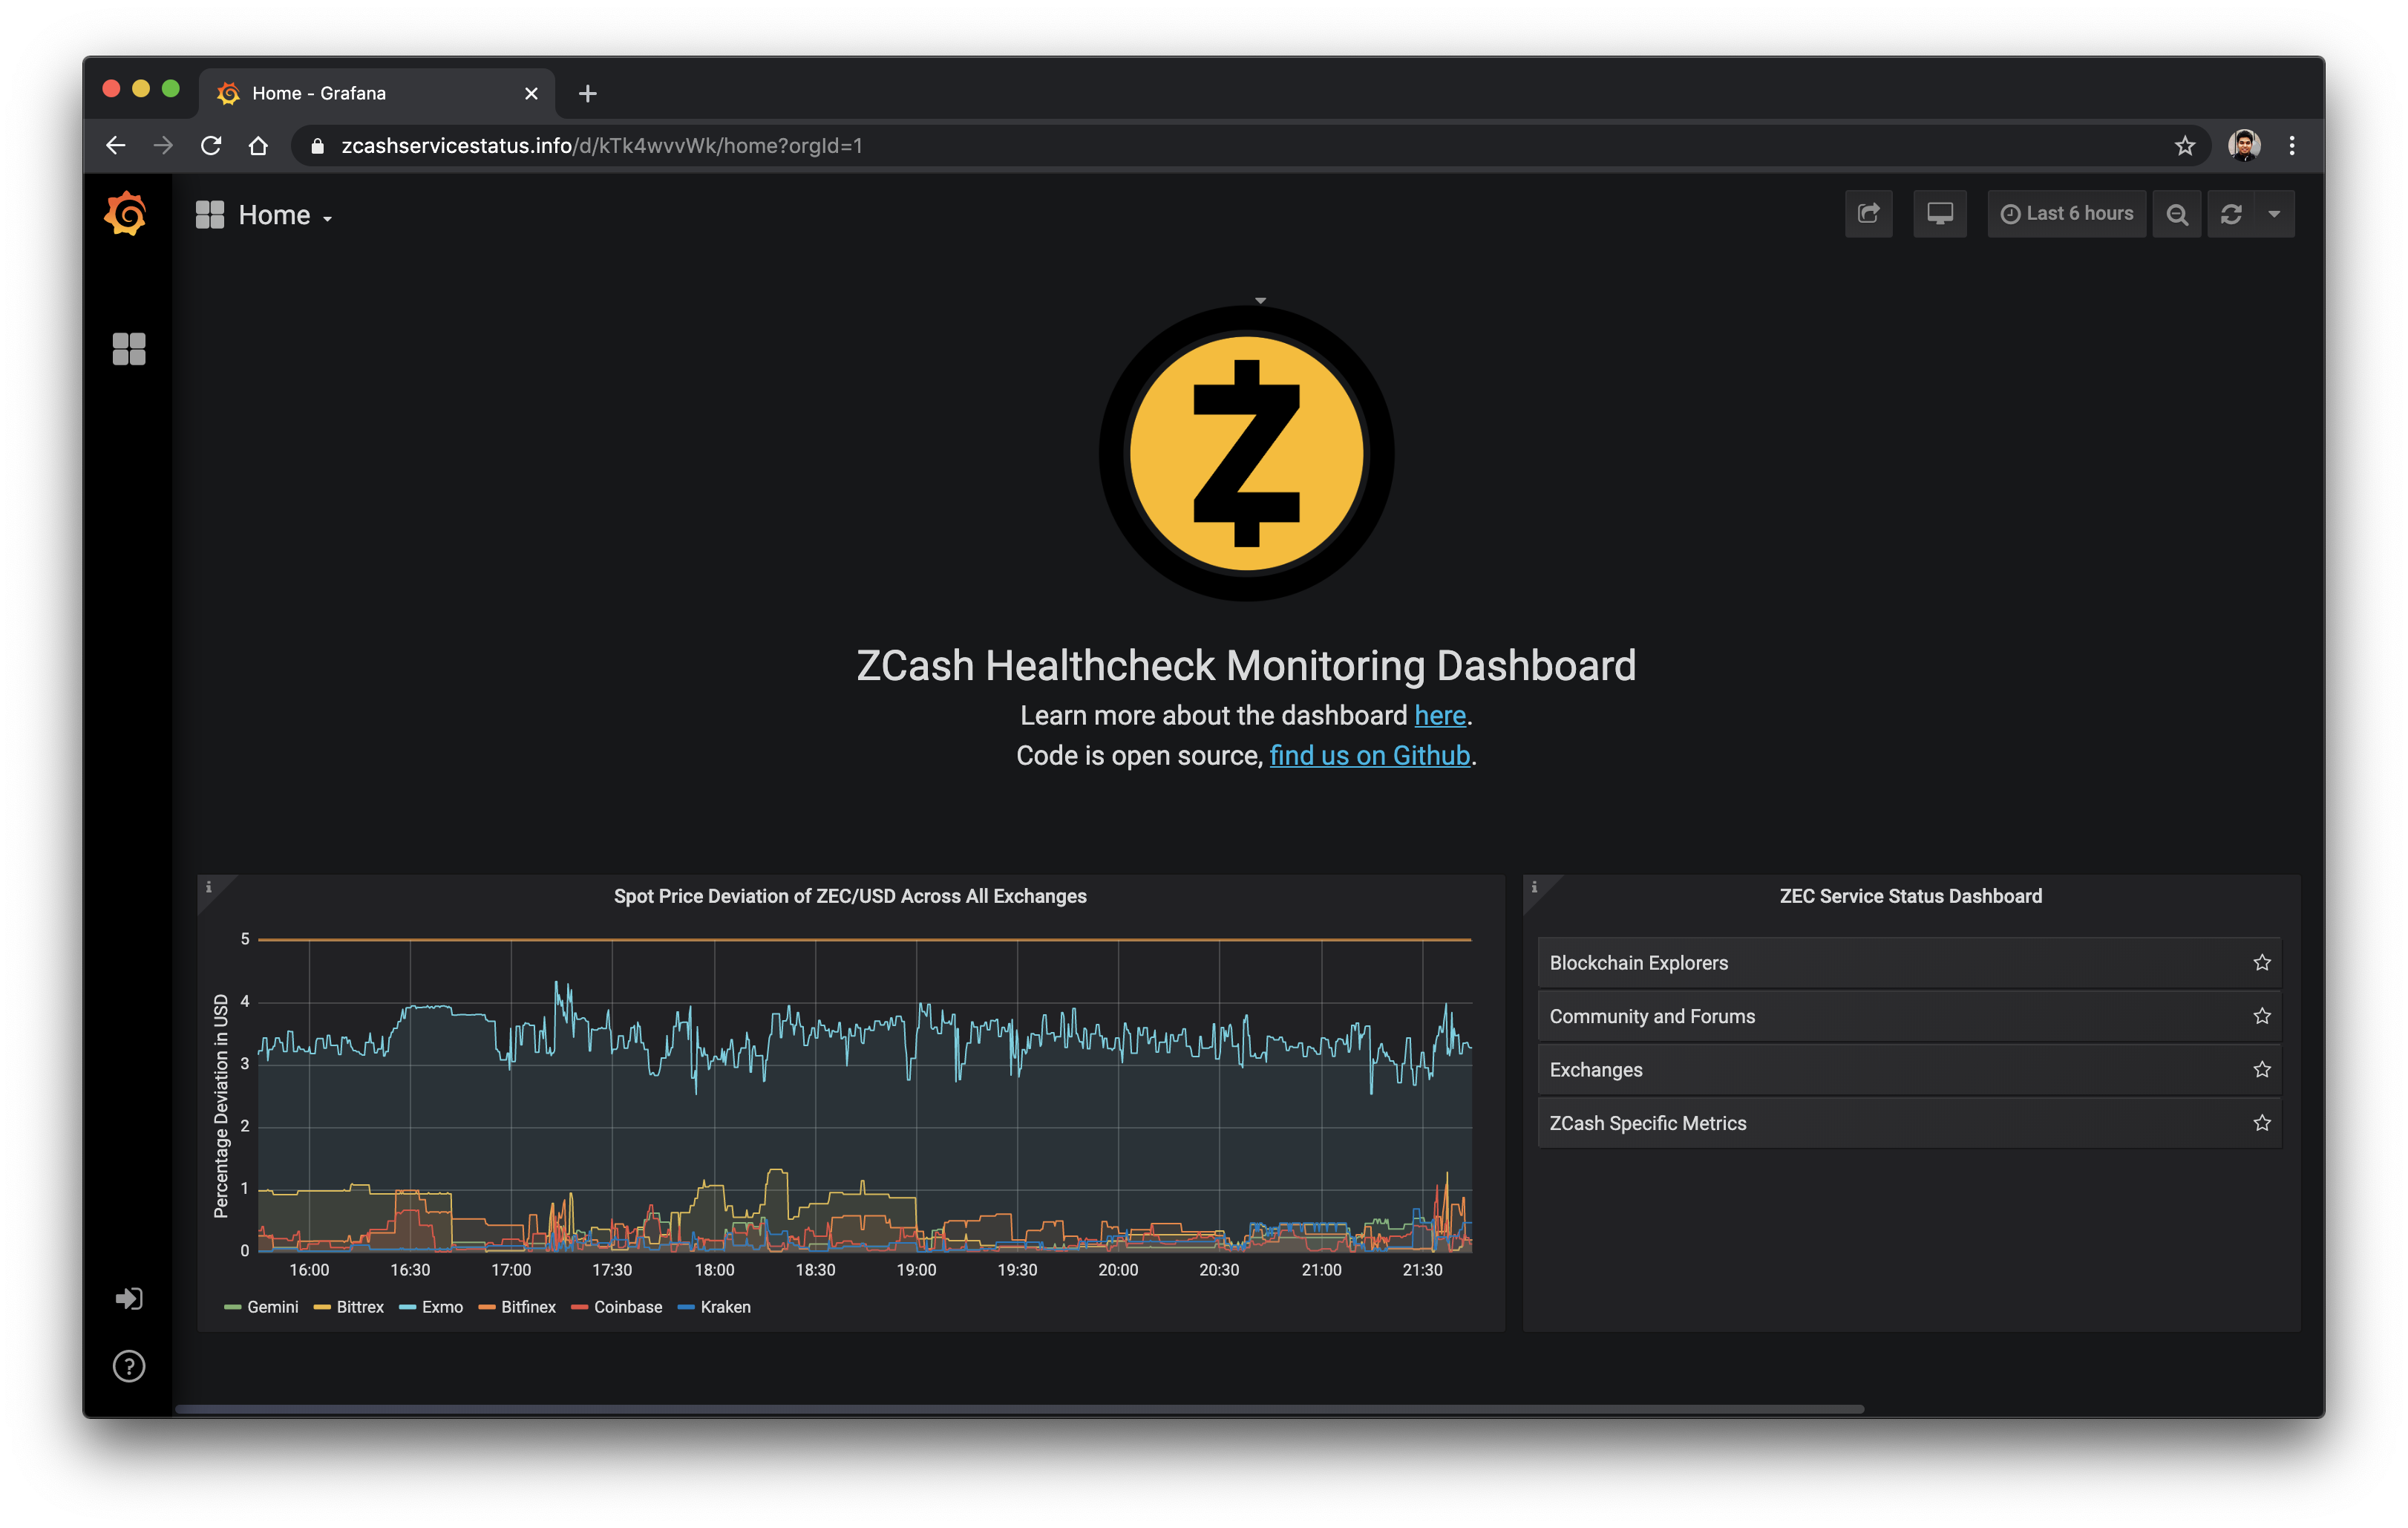 Home - Grafana
zcashservicestatus.info/d/kTk4wvvWk/home?orgId=1
Home
Last 6 hours
ZCash Healthcheck Monitoring Dashboard
Learn more about the dashboard here.
Code is open source, find us on Github.
Spot Price Deviation of ZEC/USD Across All Exchanges
Percentage Deviation in USD
5
4
3
2
1
0
16:00 16:30 17:00 17:30 18:00 18:30 19:00 19:30 20:00 20:30 21:00 21:30
Gemini Bittrex Exmo Bitfinex Coinbase Kraken
ZEC Service Status Dashboard
Blockchain Explorers
Community and Forums
Exchanges
ZCash Specific Metrics